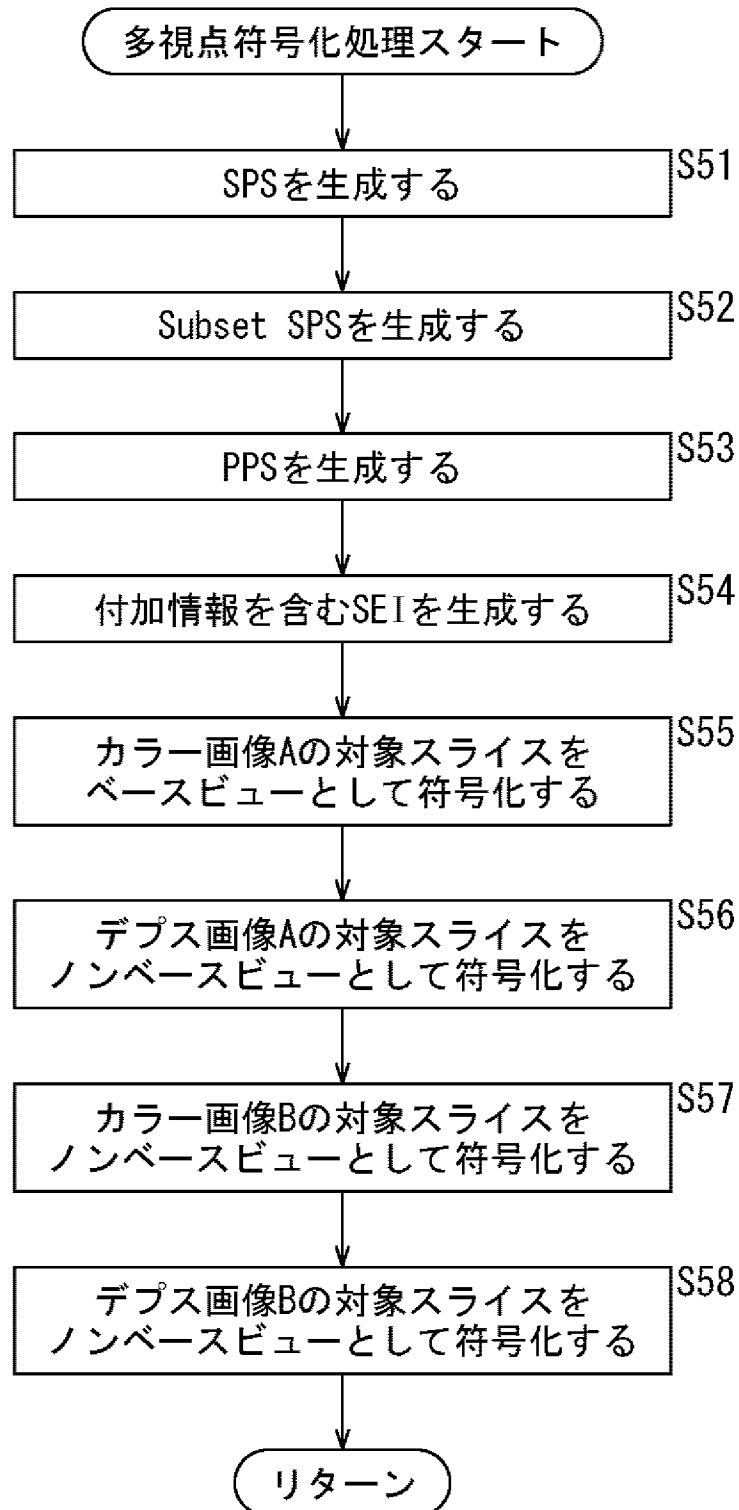 多視点符号化処理スタート
SPSを生成する
S51
Subset SPSを生成する
S52
PPSを生成する
S53
付加情報を含むSEIを生成する
S54
カラー画像Aの対象スライスを
ベースビューとして符号化する
S55
デプス画像Aの対象スライスを
ノンベースビューとして符号化する
S56
カラー画像Bの対象スライスを
ノンベースビューとして符号化する
S57
デプス画像Bの対象スライスを
ノンベースビューとして符号化する
S58
リターン